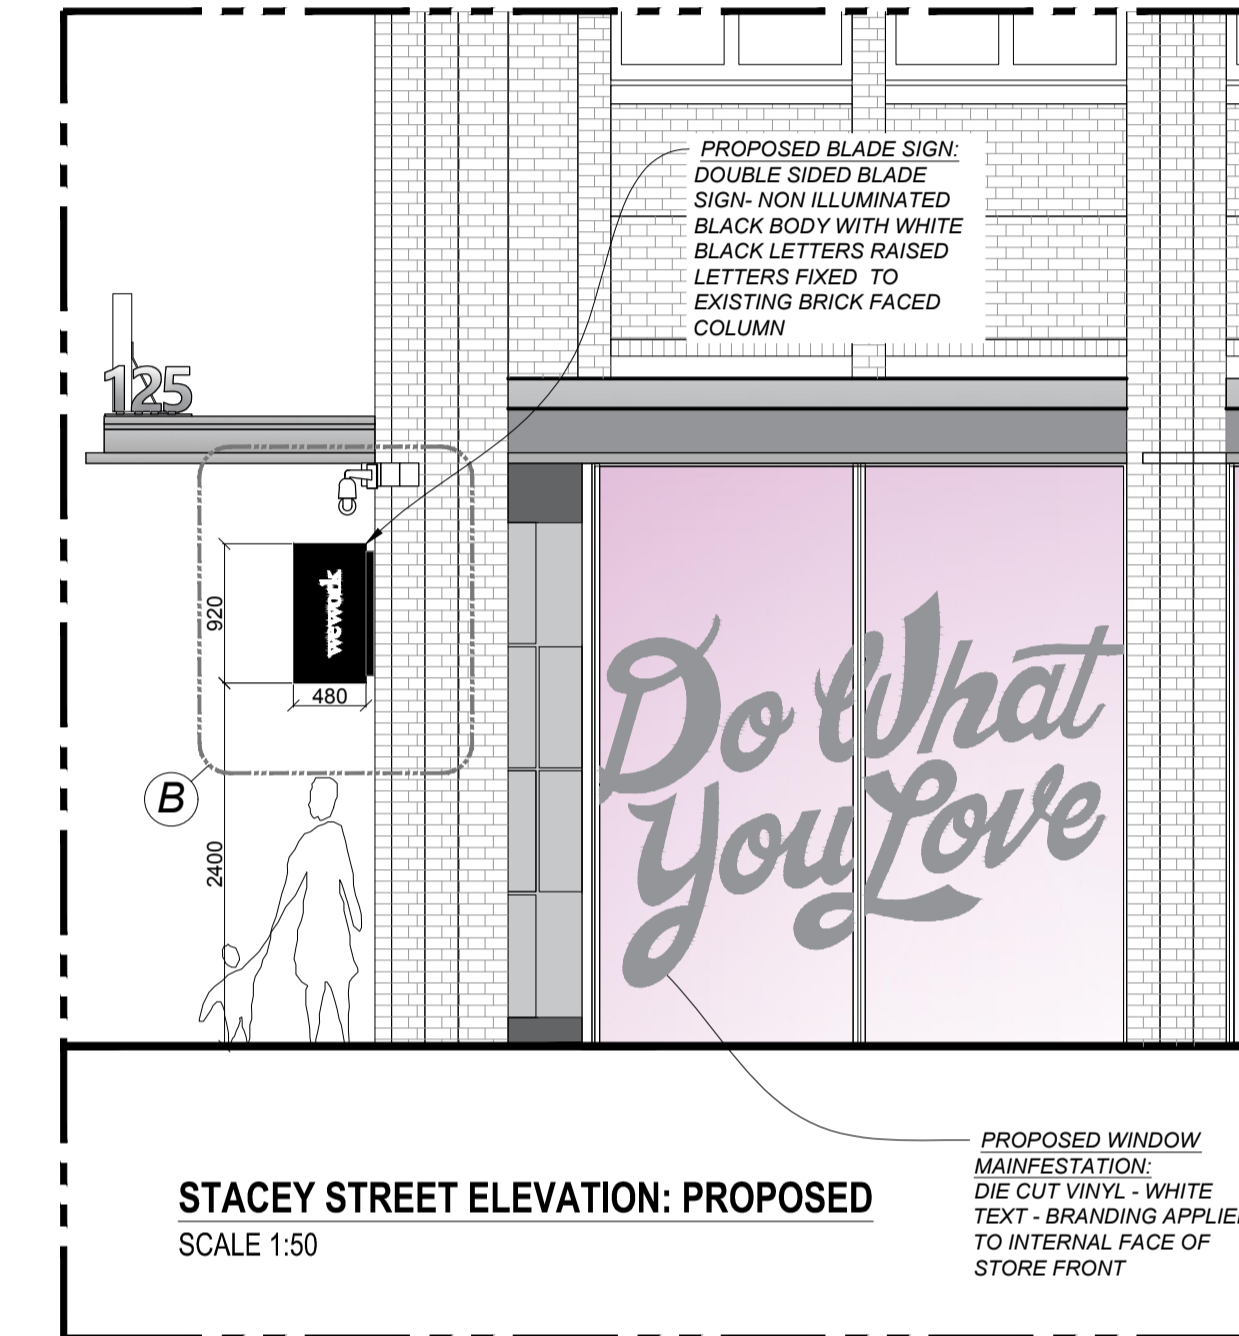 PROPOSED BLADE SIGN:
DOUBLE SIDED BLADE
SIGN- NON ILLUMINATED
BLACK BODY WITH WHITE
BLACK LETTERS RAISED
LETTERS FIXED TO
EXISTING BRICK FACED
COLUMN
125
920
wework
480
B
2400
Do What
You Love
PROPOSED WINDOW
MAINFESTATION:
DIE CUT VINYL - WHITE
TEXT - BRANDING APPLIE
TO INTERNAL FACE OF
STORE FRONT
STACEY STREET ELEVATION: PROPOSED
SCALE 1:50